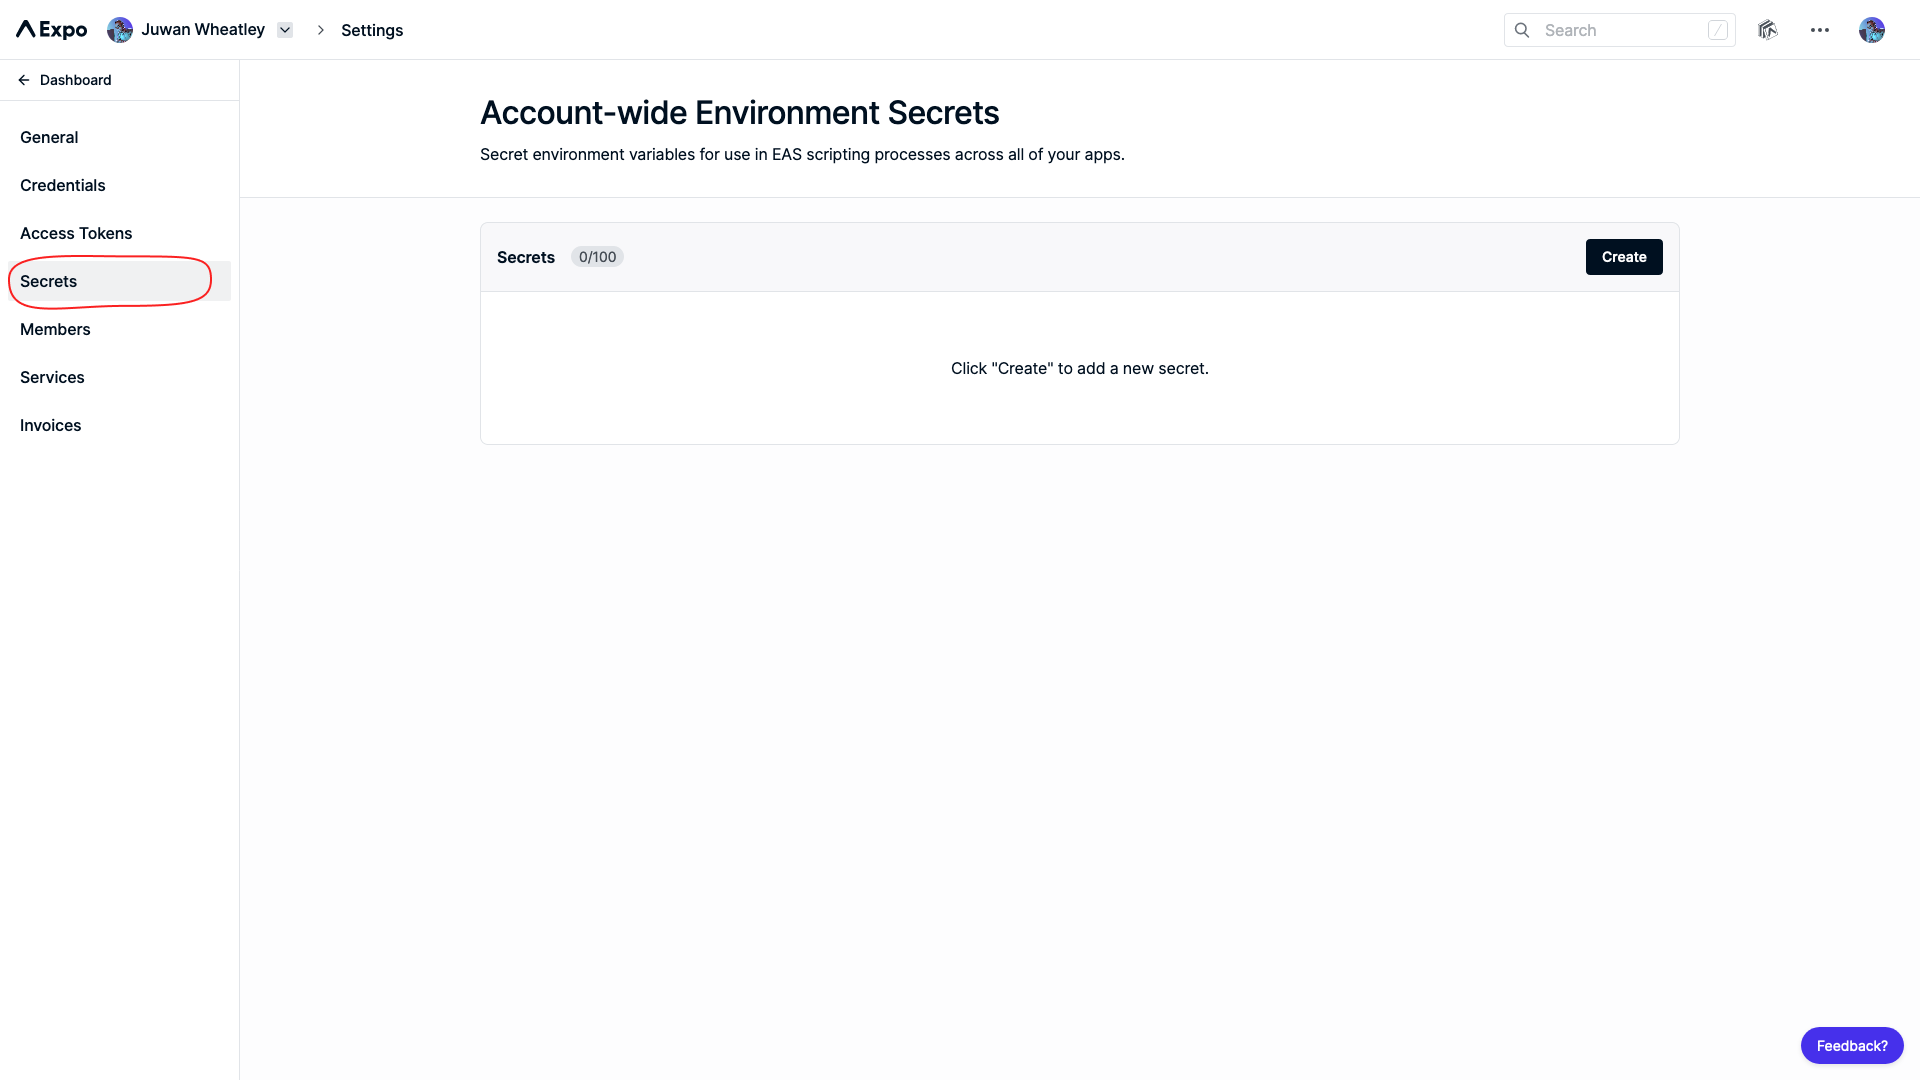 Expo
Juwan Wheatley
Settings
Search
/
Dashboard
General
Credentials
Access Tokens
Secrets
Members
Services
Invoices
Account-wide Environment Secrets
Secret environment variables for use in EAS scripting processes across all of your apps.
Secrets 0/100
Create
Click "Create" to add a new secret.
Feedback?